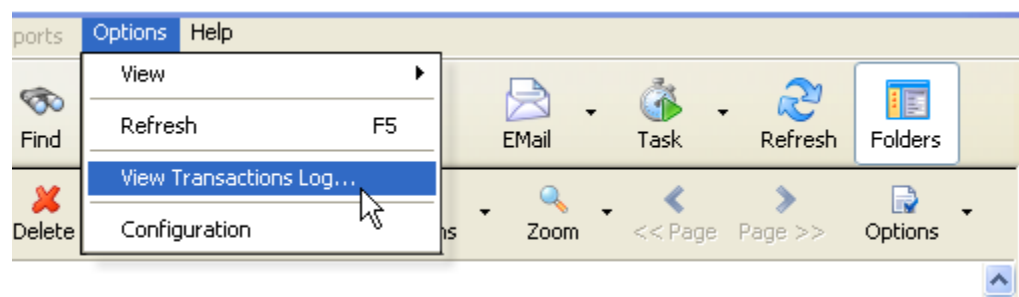 ports Options Help
View
Refresh F5
View Transactions Log...
Configuration
Find EMail Task Refresh Folders
Delete ns Zoom << Page Page >> Options